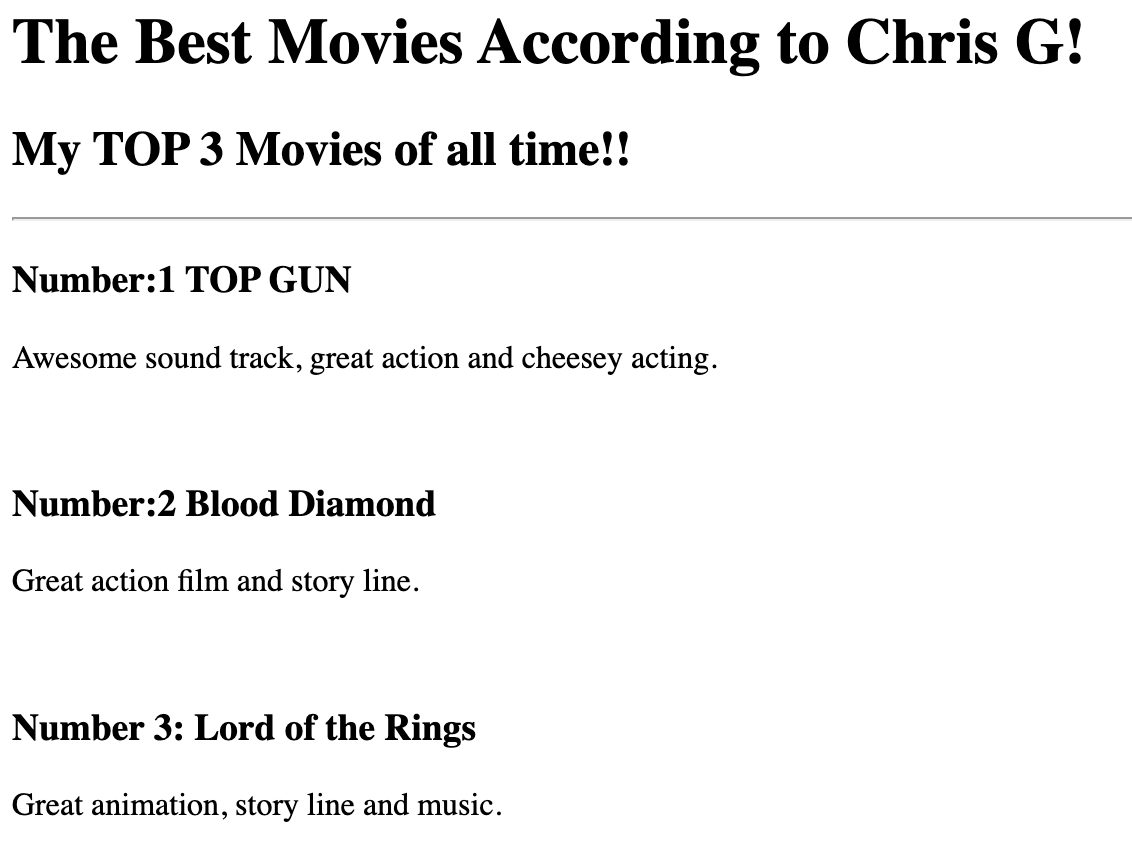 The Best Movies According to Chris G!
My TOP 3 Movies of all time!!
Number:1 TOP GUN
Awesome sound track, great action and cheesey acting.
Number:2 Blood Diamond
Great action film and story line.
Number 3: Lord of the Rings
Great animation, story line and music.